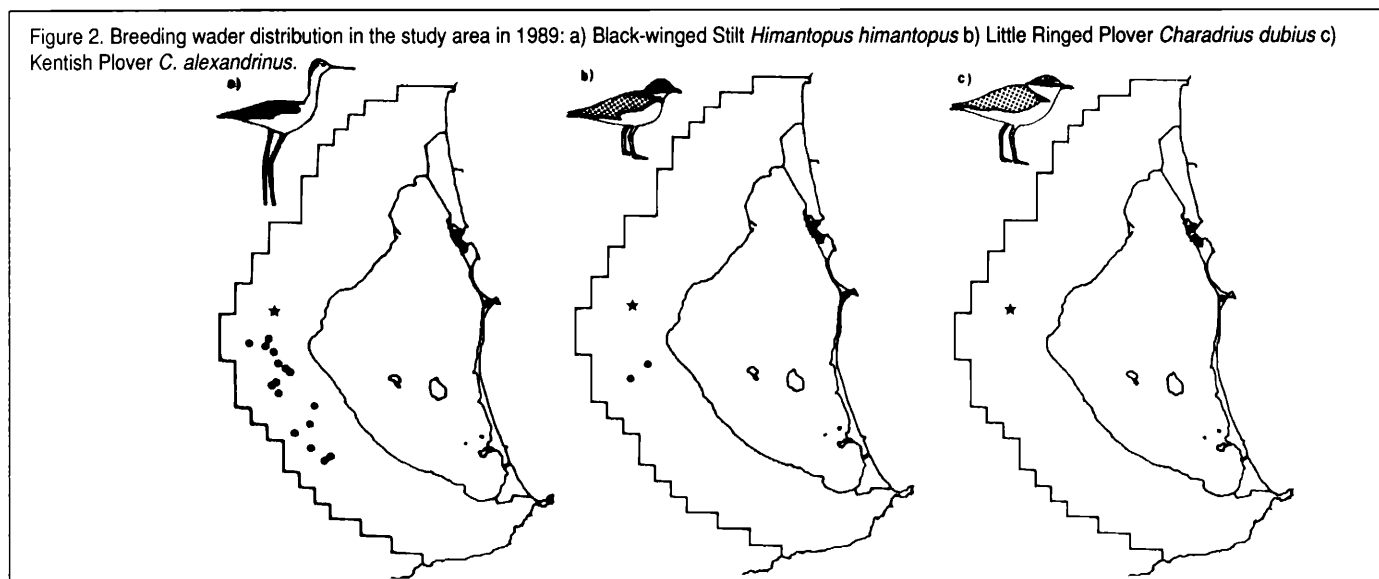 Figure 2. Breeding wader distribution in the study area in 1989: a) Black-winged Stilt Himantopus himantopus b) Little Ringed Plover Charadrius dubius c)
Kentish Plover C. alexandrinus.
a) b) c)